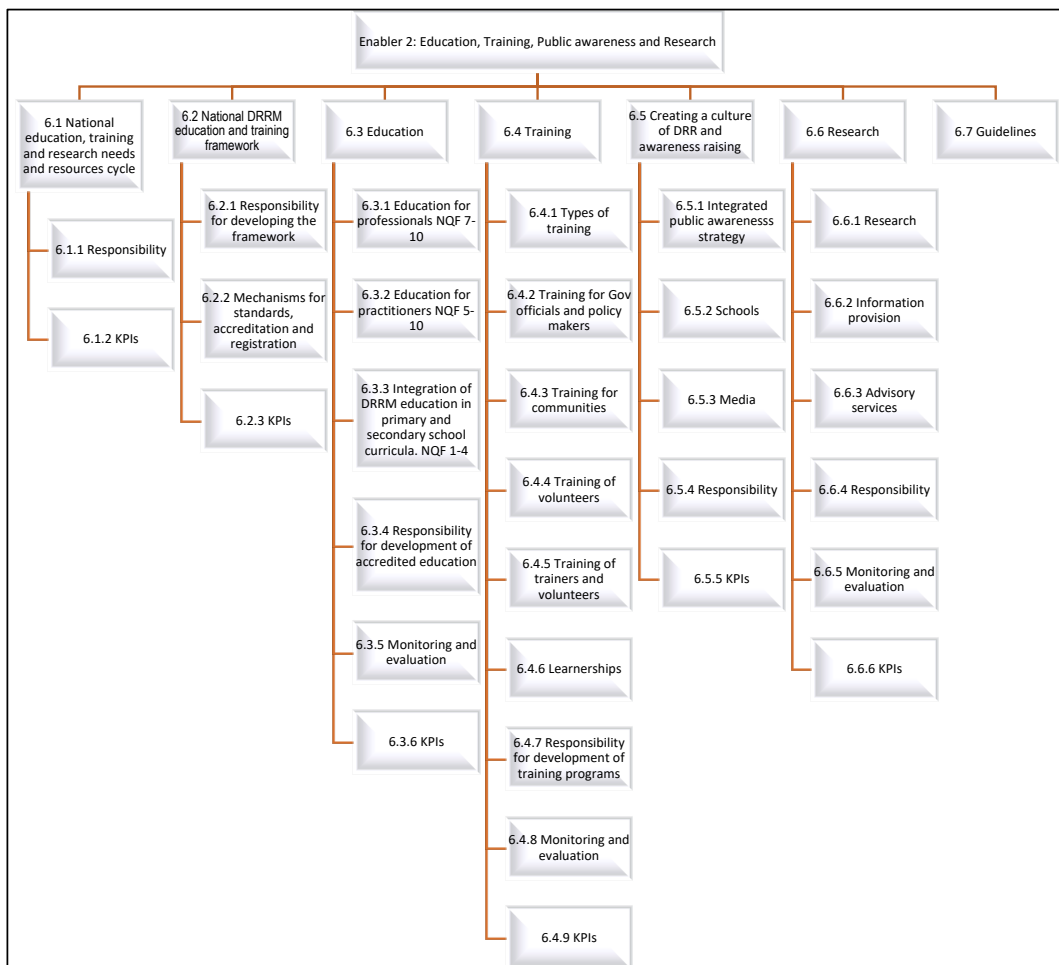 Enabler 2: Education, Training, Public awareness and
Research
6.1 National
education, training
and research needs
and resources cycle
6.1.1 Responsibility
6.1.2 KPIs
6.2 National DRRM
education and training
framework
6.2.1 Responsibility
for developing the
framework
6.2.2 Mechanisms for
standards,
accreditation and
registration
6.2.3 KPIs
6.3 Education
6.3.1 Education for
professionals NQF 7-
10
6.3.2 Education for
practitioners NQF 5-
10
6.3.3 Integration of
DRRM education in
primary and
secondary school
curricula. NQF 1-4
6.3.4 Responsibility
for development of
accredited education
6.3.5 Monitoring and
evaluation
6.3.6 KPIs
6.4 Training
6.4.1 Types of
training
6.4.2 Training for Gov
officials and policy
makers
6.4.3 Training for
communities
6.4.4 Training of
volunteers
6.4.5 Training of
trainers and
volunteers
6.4.6 Learnerships
6.4.7 Responsibility
for development of
training programs
6.4.8 Monitoring and
evaluation
6.4.9 KPIs
6.5 Creating a culture
of DRR and
awareness raising
6.5.1 Integrated
public awarenesss
strategy
6.5.2 Schools
6.5.3 Media
6.5.4 Responsibility
6.5.5 KPIs
6.6 Research
6.6.1 Research
6.6.2 Information
provision
6.6.3 Advisory
services
6.6.4 Responsibility
6.6.5 Monitoring and
evaluation
6.6.6 KPIs
6.7 Guidelines